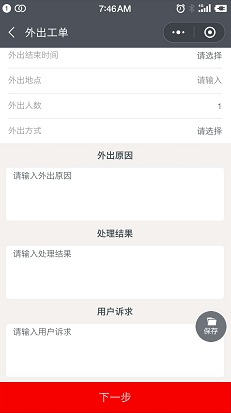 7:46AM
外出工单
外出结束时间 请选择
外出地点 请输入
外出人数 1
外出方式 请选择
外出原因
请输入外出原因
处理结果
请输入处理结果
用户诉求
请输入用户诉求
保存
下一步